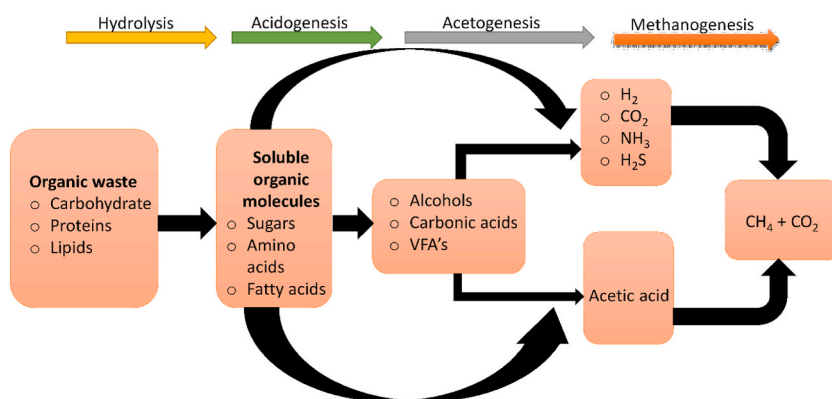 Hydrolysis
Acidogenesis
Acetogenesis
Methanogenesis
Organic waste
○ Carbohydrate
○ Proteins
○ Lipids
Soluble
organic
molecules
○ Sugars
○ Amino
acids
○ Fatty acids
○ Alcohols
○ Carbonic acids
○ VFA's
○ H₂
○ CO₂
○ NH₃
○ H₂S
Acetic acid
CH₄ + CO₂